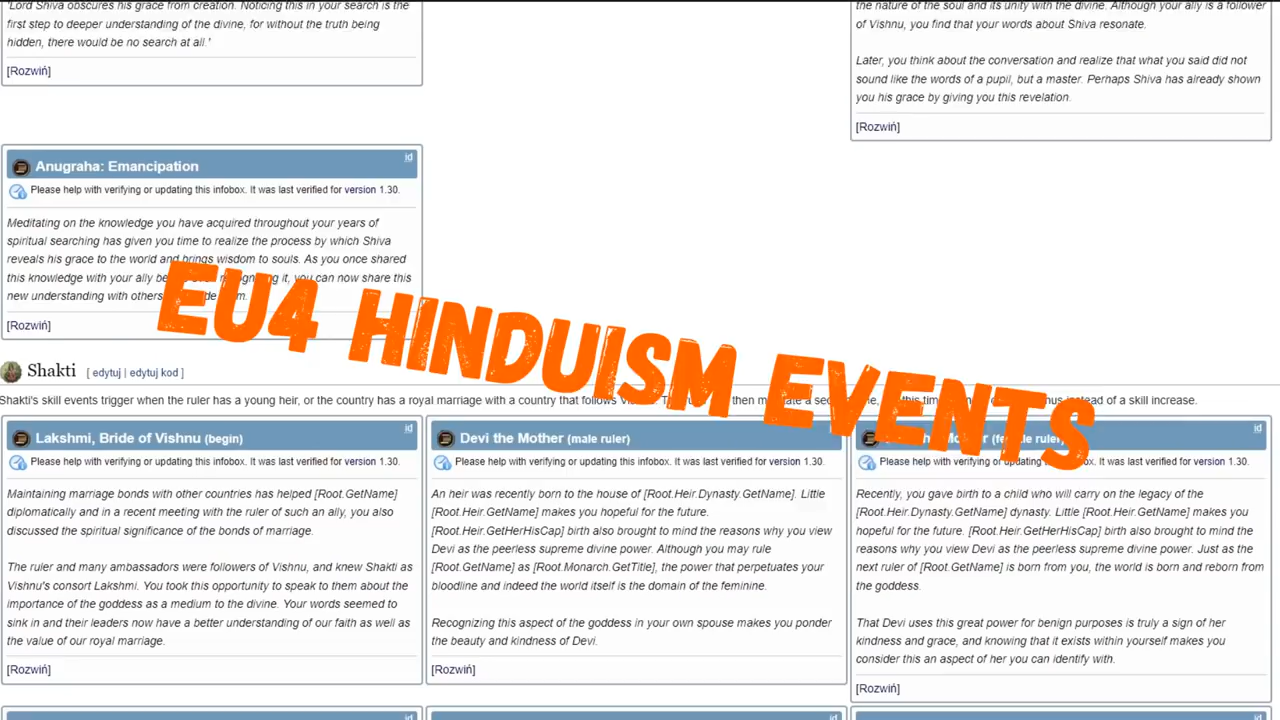 'Lord Shiva obscures his grace from creation. Noticing this in your search is the
first step to deeper understanding of the divine, for without the truth being
hidden, there would be no search at all.'
[Rozwiń]
the nature of the soul and its unity with the divine. Although your ally is a follower
of Vishnu, you find that your words about Shiva resonate.
Later, you think about the conversation and realize that what you said did not
sound like the words of a pupil, but a master. Perhaps Shiva has already shown
you his grace by giving you this revelation.
[Rozwiń]
Anugraha: Emancipation
id
Please help with verifying or updating this infobox. It was last verified for version 1.30.
Meditating on the knowledge you have acquired throughout your years of
spiritual searching has given you time to realize the process by which Shiva
reveals his grace to the world and brings wisdom to souls. As you once shared
this knowledge with your ally it, you can now share this
new understanding with others
[Rozwiń]
EU4 HINDUISM EVENTS
Shakti [ edytuj | edytuj kod ]
Shakti's skill events trigger when the ruler has a young heir, or the country has a royal marriage with a country that follows then a this time instead of a skill increase.
Lakshmi, Bride of Vishnu (begin)
id
Please help with verifying or updating this infobox. It was last verified for version 1.30.
Maintaining marriage bonds with other countries has helped [Root.GetName]
diplomatically and in a recent meeting with the ruler of such an ally, you also
discussed the spiritual significance of the bonds of marriage.
The ruler and many ambassadors were followers of Vishnu, and knew Shakti as
Vishnu's consort Lakshmi. You took this opportunity to speak to them about the
importance of the goddess as a medium to the divine. Your words seemed to
sink in and their leaders now have a better understanding of our faith as well as
the value of our royal marriage.
[Rozwiń]
Devi the Mother (male ruler)
Please help with verifying or updating this infobox. It was last verified for version 1.30.
An heir was recently born to the house of [Root.Heir.Dynasty.GetName]. Little
[Root.Heir.GetName] makes you hopeful for the future.
[Root.Heir.GetHerHisCap] birth also brought to mind the reasons why you view
Devi as the peerless supreme divine power. Although you may rule
[Root.GetName] as [Root.Monarch.GetTitle], the power that perpetuates your
bloodline and indeed the world itself is the domain of the feminine.
Recognizing this aspect of the goddess in your own spouse makes you ponder
the beauty and kindness of Devi.
[Rozwiń]
id
Please help with verifying or updating this infobox. It was last verified for version 1.30.
Recently, you gave birth to a child who will carry on the legacy of the
[Root.Heir.Dynasty.GetName] dynasty. Little [Root.Heir.GetName] makes you
hopeful for the future. [Root.Heir.GetHerHisCap] birth also brought to mind the
reasons why you view Devi as the peerless supreme divine power. Just as the
next ruler of [Root.GetName] is born from you, the world is born and reborn from
the goddess.
That Devi uses this great power for benign purposes is truly a sign of her
kindness and grace, and knowing that it exists within yourself makes you
consider this an aspect of her you can identify with.
[Rozwiń]
id
id
id